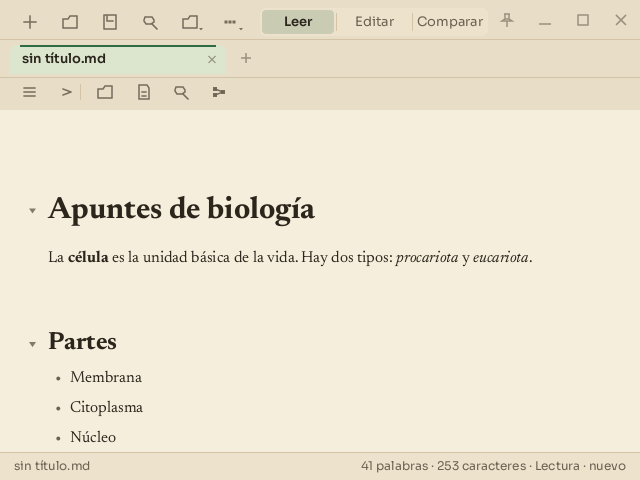 Leer Editar Comparar
sin título.md
Apuntes de biología
La célula es la unidad básica de la vida. Hay dos tipos: procariota y eucariota.
Partes
• Membrana
• Citoplasma
• Núcleo
sin título.md 41 palabras · 253 caracteres · Lectura · nuevo